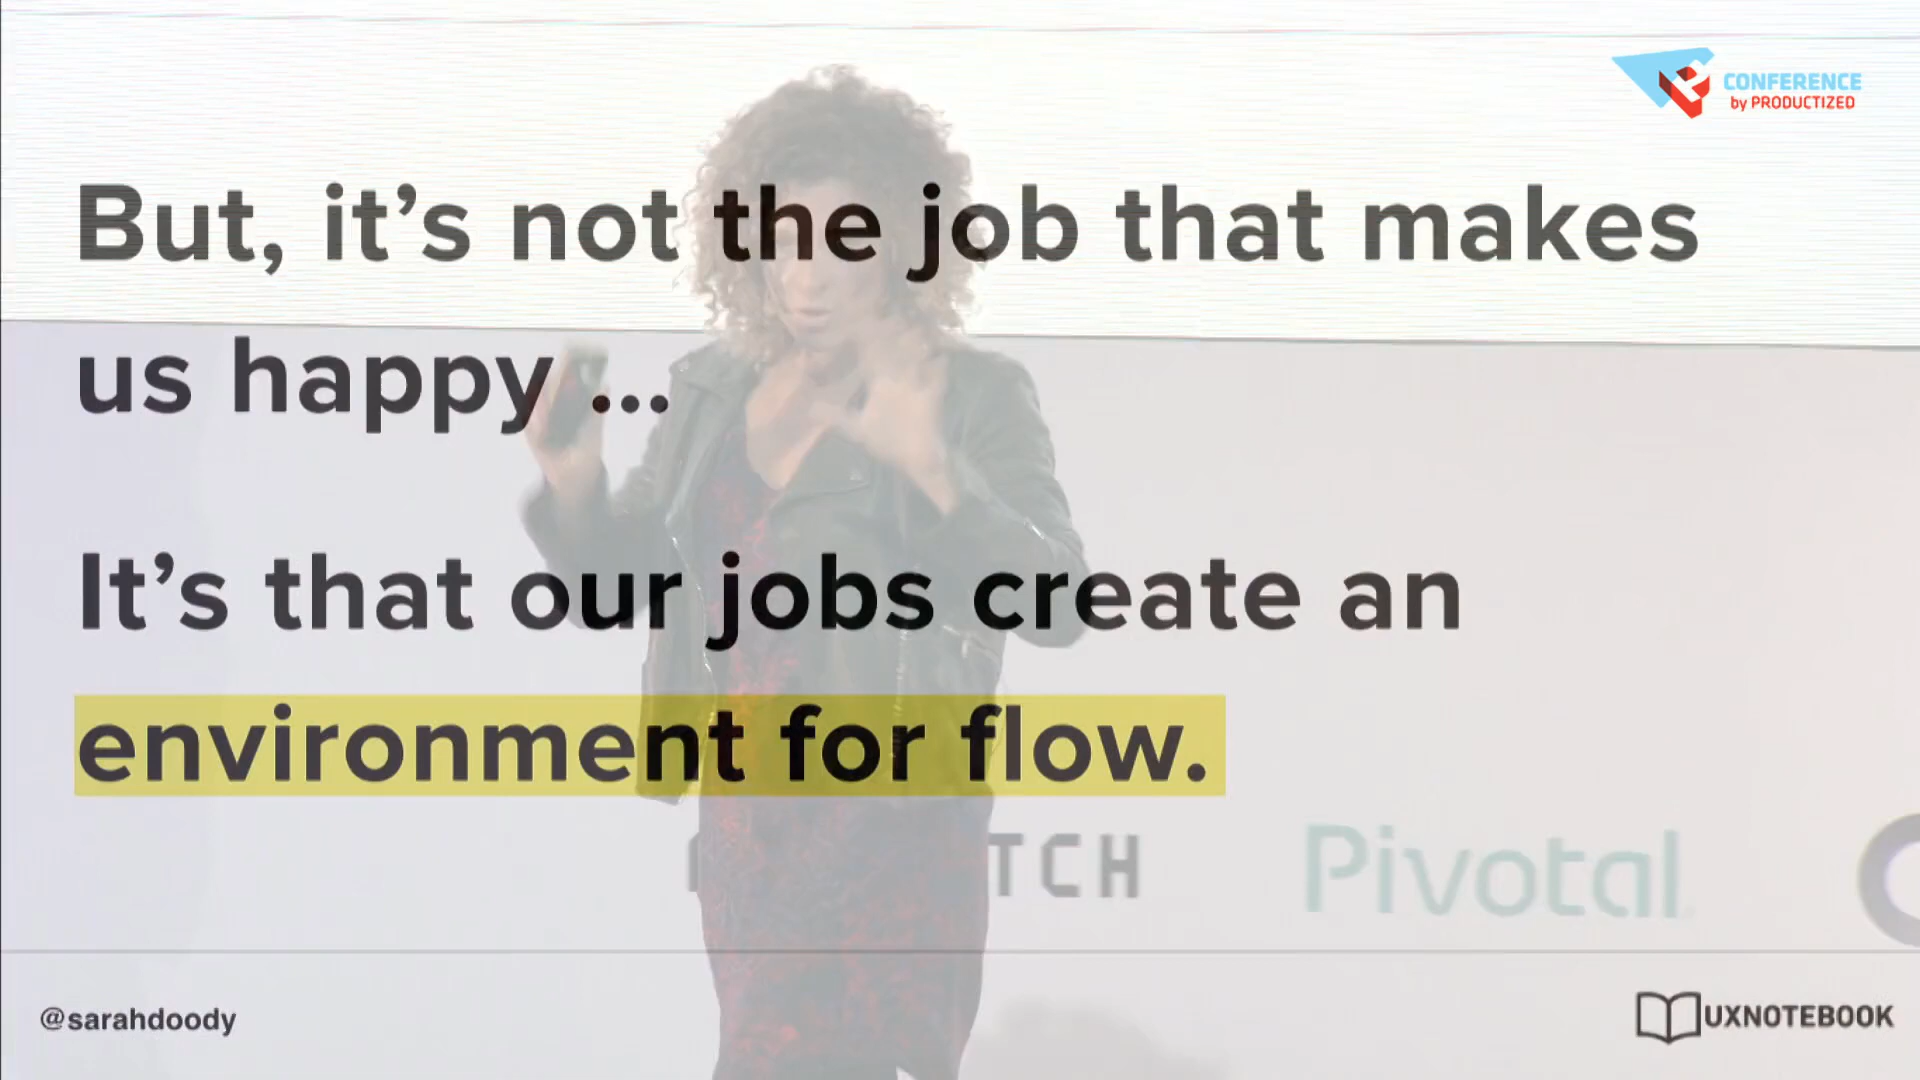 CONFERENCE
by PRODUCTIZED
But, it’s not the job that makes
us happy ...
It’s that our jobs create an
environment for flow.
TCH
Pivotal
@sarahdoody
UXNOTEBOOK